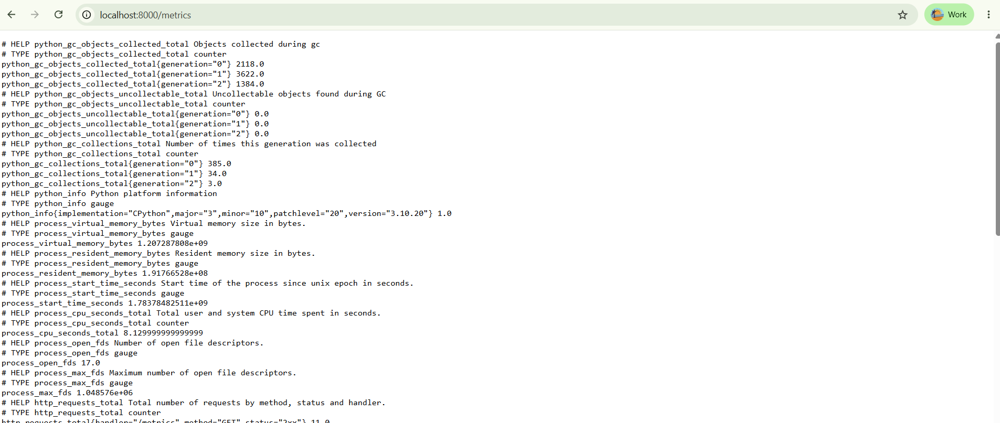 localhost:8000/metrics
Work
# HELP python_gc_objects_collected_total Objects collected during gc
# TYPE python_gc_objects_collected_total counter
python_gc_objects_collected_total{generation="0"} 2118.0
python_gc_objects_collected_total{generation="1"} 3622.0
python_gc_objects_collected_total{generation="2"} 1384.0
# HELP python_gc_objects_uncollectable_total Uncollectable objects found during GC
# TYPE python_gc_objects_uncollectable_total counter
python_gc_objects_uncollectable_total{generation="0"} 0.0
python_gc_objects_uncollectable_total{generation="1"} 0.0
python_gc_objects_uncollectable_total{generation="2"} 0.0
# HELP python_gc_collections_total Number of times this generation was collected
# TYPE python_gc_collections_total counter
python_gc_collections_total{generation="0"} 385.0
python_gc_collections_total{generation="1"} 34.0
python_gc_collections_total{generation="2"} 3.0
# HELP python_info Python platform information
# TYPE python_info gauge
python_info{implementation="CPython",major="3",minor="10",patchlevel="20",version="3.10.20"} 1.0
# HELP process_virtual_memory_bytes Virtual memory size in bytes.
# TYPE process_virtual_memory_bytes gauge
process_virtual_memory_bytes 1.207287808e+09
# HELP process_resident_memory_bytes Resident memory size in bytes.
# TYPE process_resident_memory_bytes gauge
process_resident_memory_bytes 1.91766528e+08
# HELP process_start_time_seconds Start time of the process since unix epoch in seconds.
# TYPE process_start_time_seconds gauge
process_start_time_seconds 1.78378482511e+09
# HELP process_cpu_seconds_total Total user and system CPU time spent in seconds.
# TYPE process_cpu_seconds_total counter
process_cpu_seconds_total 8.129999999999999
# HELP process_open_fds Number of open file descriptors.
# TYPE process_open_fds gauge
process_open_fds 17.0
# HELP process_max_fds Maximum number of open file descriptors.
# TYPE process_max_fds gauge
process_max_fds 1.048576e+06
# HELP http_requests_total Total number of requests by method, status and handler.
# TYPE http_requests_total counter
http_requests_total{handler="/metrics",method="GET",status="2xx"} 11.0